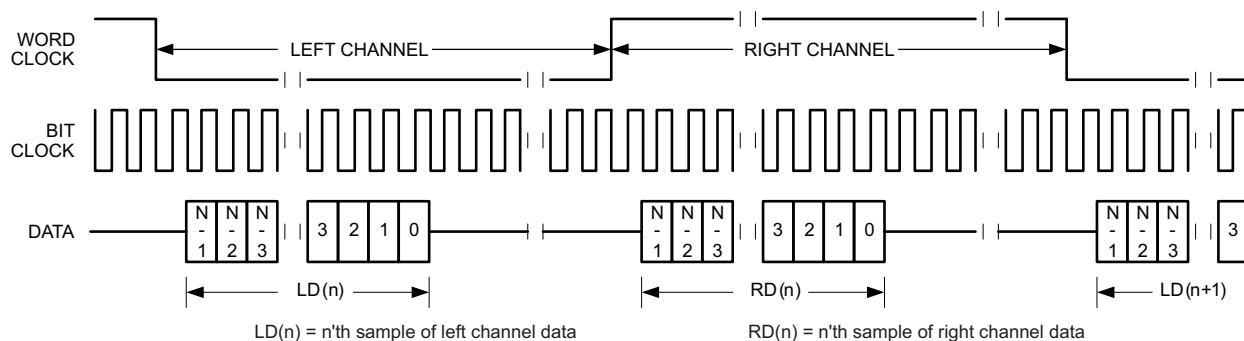 WORD
CLOCK
LEFT CHANNEL
RIGHT CHANNEL
BIT
CLOCK
DATA
N
-
1
N
-
2
N
-
3
3 2 1 0
N
-
1
N
-
2
N
-
3
3 2 1 0
N
-
1
N
-
2
N
-
3
3
LD(n)
RD(n)
LD(n+1)
LD(n) = n'th sample of left channel data
RD(n) = n'th sample of right channel data